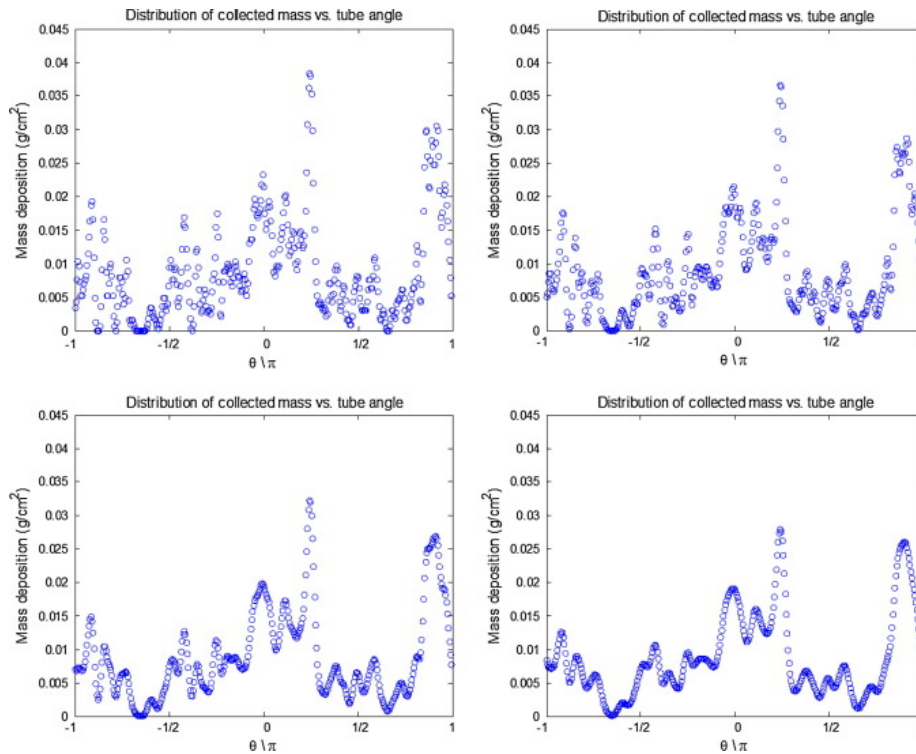 Distribution of collected mass vs. tube angle
0.045
0.04
0.035
0.03
0.025
0.02
0.015
0.01
0.005
0
Mass deposition (g/cm²)
-1 -1/2 0 1/2 1
θ \ π
Distribution of collected mass vs. tube angle
0.045
0.04
0.035
0.03
0.025
0.02
0.015
0.01
0.005
0
Mass deposition (g/cm²)
-1 -1/2 0 1/2
θ \ π
Distribution of collected mass vs. tube angle
0.045
0.04
0.035
0.03
0.025
0.02
0.015
0.01
0.005
0
Mass deposition (g/cm²)
-1 -1/2 0 1/2 1
θ \ π
Distribution of collected mass vs. tube angle
0.045
0.04
0.035
0.03
0.025
0.02
0.015
0.01
0.005
0
Mass deposition (g/cm²)
-1 -1/2 0 1/2
θ \ π